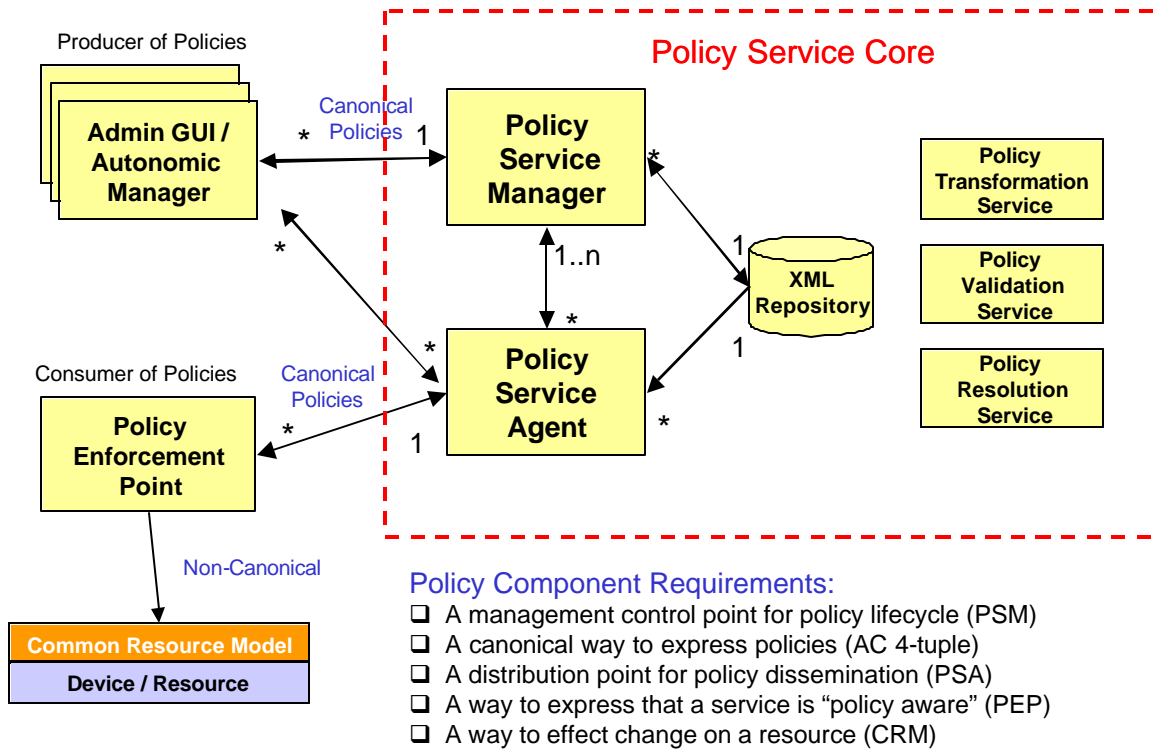 Producer of Policies
Policy Service Core
Admin GUI /
Autonomic
Manager
*
Canonical
Policies
1
Policy
Service
Manager
*
Policy
Transformation
Service
*
1..n
1
XML
Repository
Policy
Validation
Service
*
*
1
Consumer of Policies
Canonical
Policies
Policy
Service
Agent
Policy
Resolution
Service
*
1
*
Policy
Enforcement
Point
Non-Canonical
Common Resource Model
Device / Resource
Policy Component Requirements:
❑ A management control point for policy lifecycle (PSM)
❑ A canonical way to express policies (AC 4-tuple)
❑ A distribution point for policy dissemination (PSA)
❑ A way to express that a service is “policy aware” (PEP)
❑ A way to effect change on a resource (CRM)